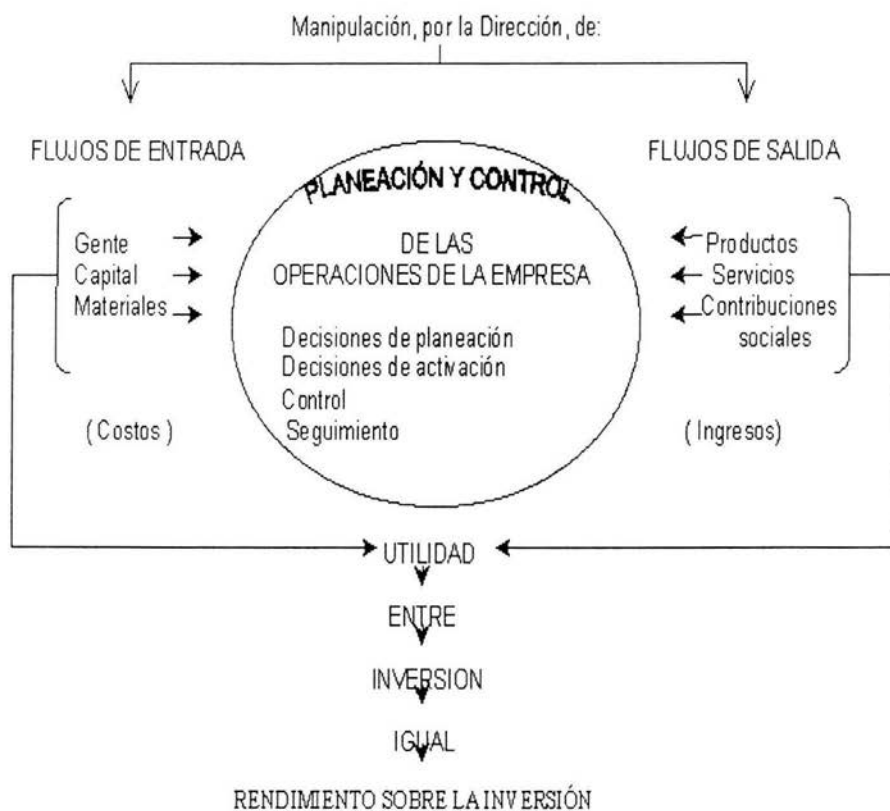 Manipulación, por la Dirección, de:
FLUJOS DE ENTRADA
FLUJOS DE SALIDA
PLANEACIÓN Y CONTROL
DE LAS
OPERACIONES DE LA EMPRESA
Gente
Capital
Materiales
Productos
Servicios
Contribuciones
sociales
Decisiones de planeación
Decisiones de activación
Control
Seguimiento
( Costos )
( Ingresos)
UTILIDAD
ENTRE
INVERSION
IGUAL
RENDIMIENTO SOBRE LA INVERSIÓN